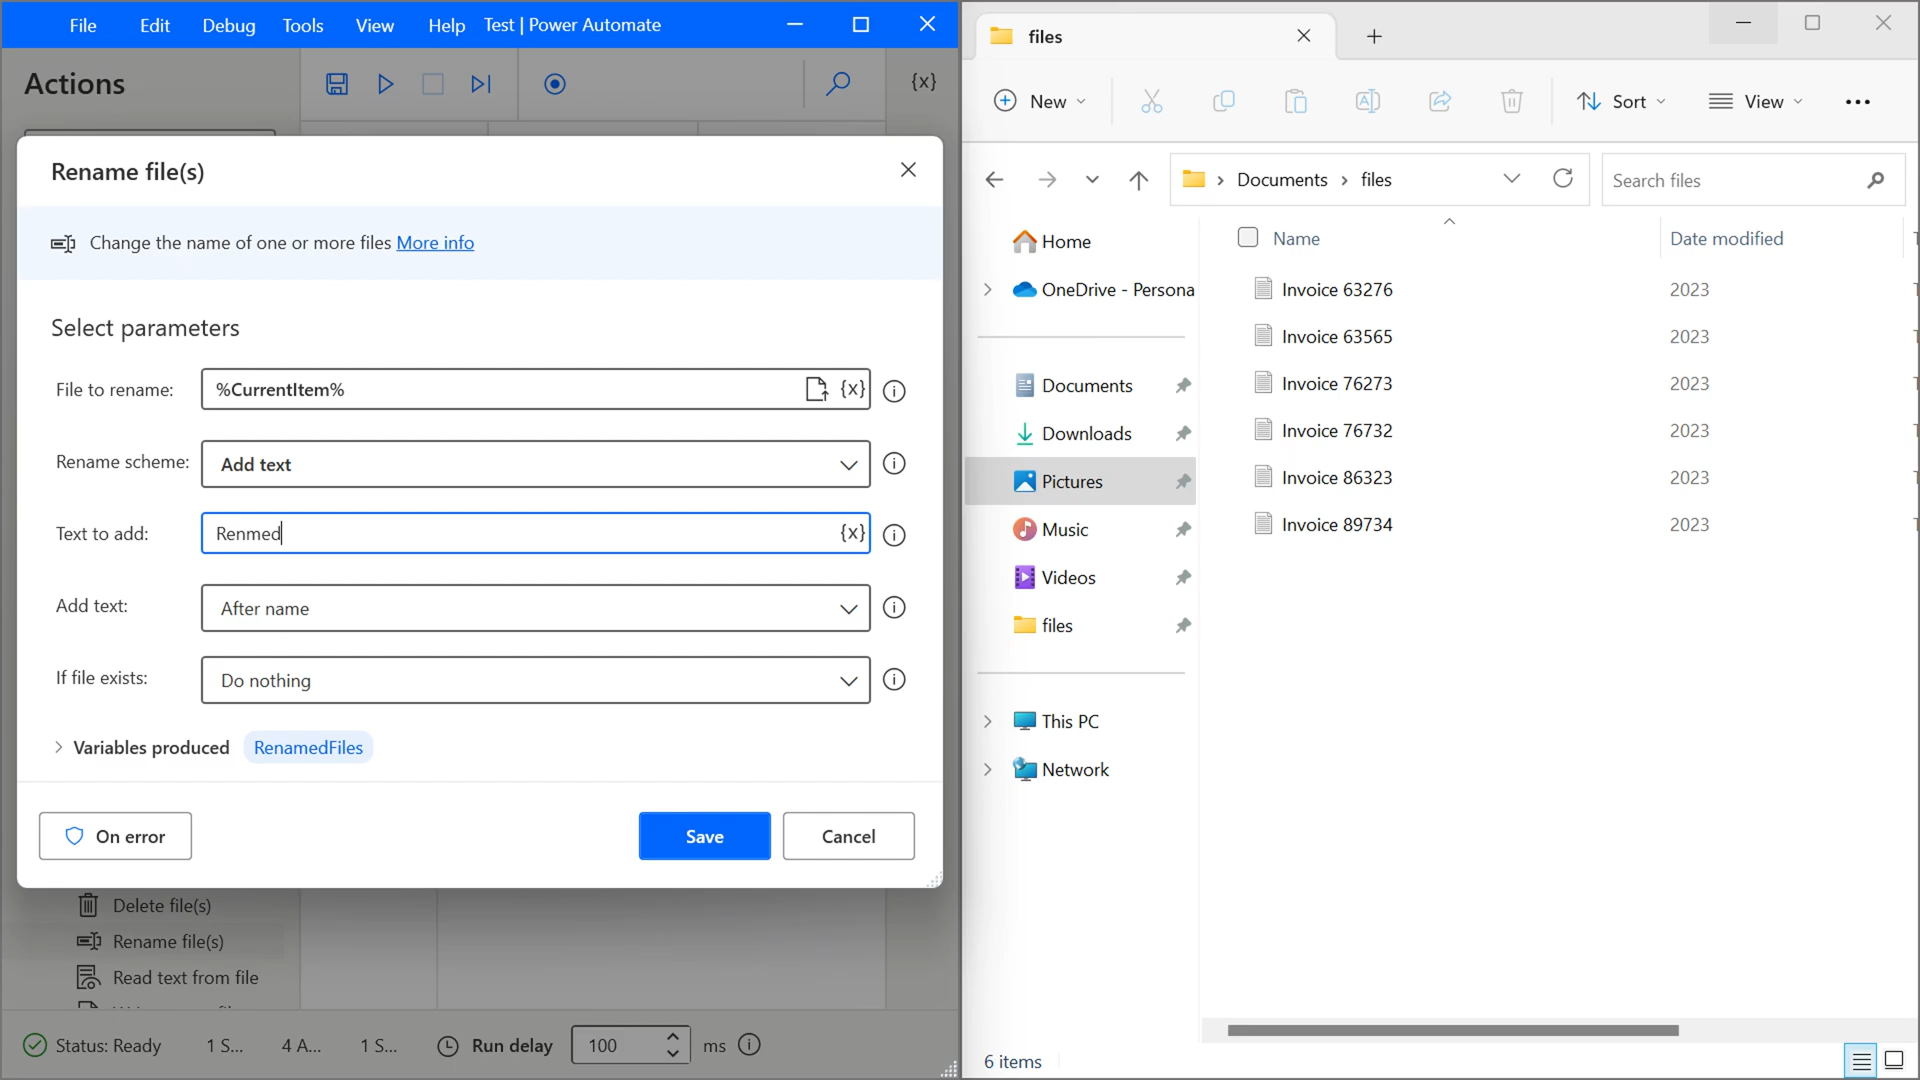 File Edit Debug Tools View Help Test | Power Automate
Actions
{x}
Rename file(s)
Change the name of one or more files More info
Select parameters
File to rename: %CurrentItem% {x}
Rename scheme: Add text
Text to add: Renmed {x}
Add text: After name
If file exists: Do nothing
Variables produced RenamedFiles
On error Save Cancel
Delete file(s)
Rename file(s)
Read text from file
Status: Ready 1 S... 4 A... 1 S... Run delay 100 ms
files
New Sort View
Documents files Search files
Home
OneDrive - Persona
Documents
Downloads
Pictures
Music
Videos
files
This PC
Network
Name Date modified
Invoice 63276 2023
Invoice 63565 2023
Invoice 76273 2023
Invoice 76732 2023
Invoice 86323 2023
Invoice 89734 2023
6 items